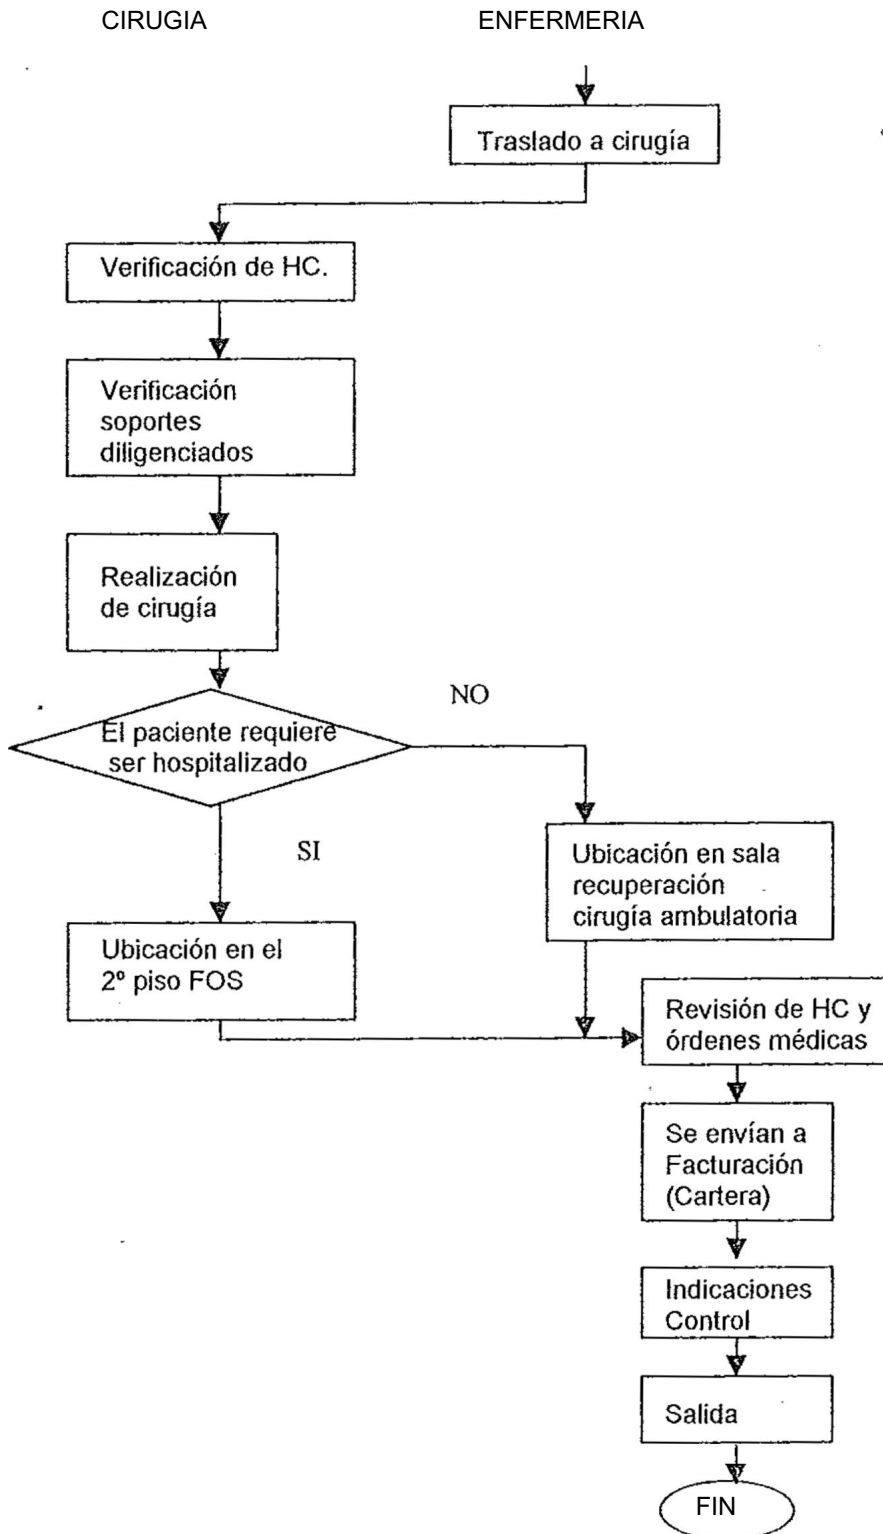 CIRUGIA
ENFERMERIA
Traslado a cirugía
Verificación de HC.
Verificación
soportes
diligenciados
Realización
de cirugía
El paciente requiere
ser hospitalizado
NO
SI
Ubicación en sala
recuperación
cirugía ambulatoria
Ubicación en el
2º piso FOS
Revisión de HC y
órdenes médicas
Se envían a
Facturación
(Cartera)
Indicaciones
Control
Salida
FIN